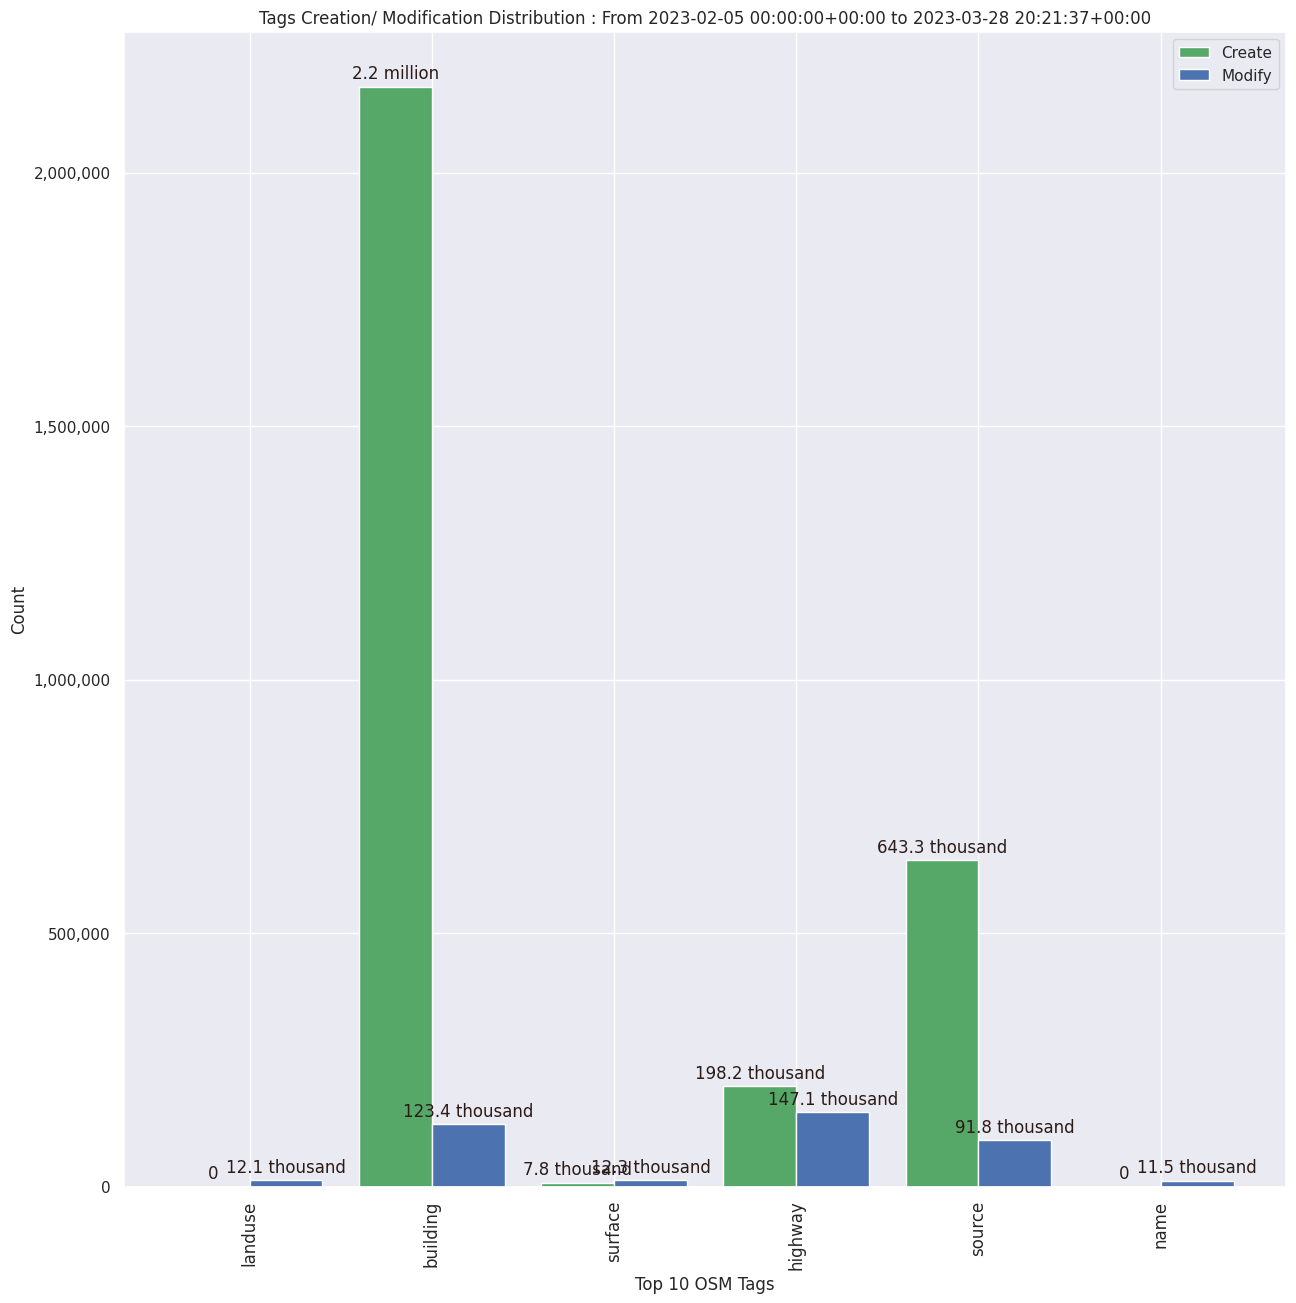 Tags Creation/ Modification Distribution : From 2023-02-05 00:00:00+00:00 to 2023-03-28 20:21:37+00:00
Create
Modify
2.2 million
2,000,000
1,500,000
1,000,000
643.3 thousand
500,000
198.2 thousand
147.1 thousand
123.4 thousand
91.8 thousand
0 12.1 thousand 7.8 thousand 12.3 thousand 0 11.5 thousand
0
Count
landuse
building
surface
highway
source
name
Top 10 OSM Tags